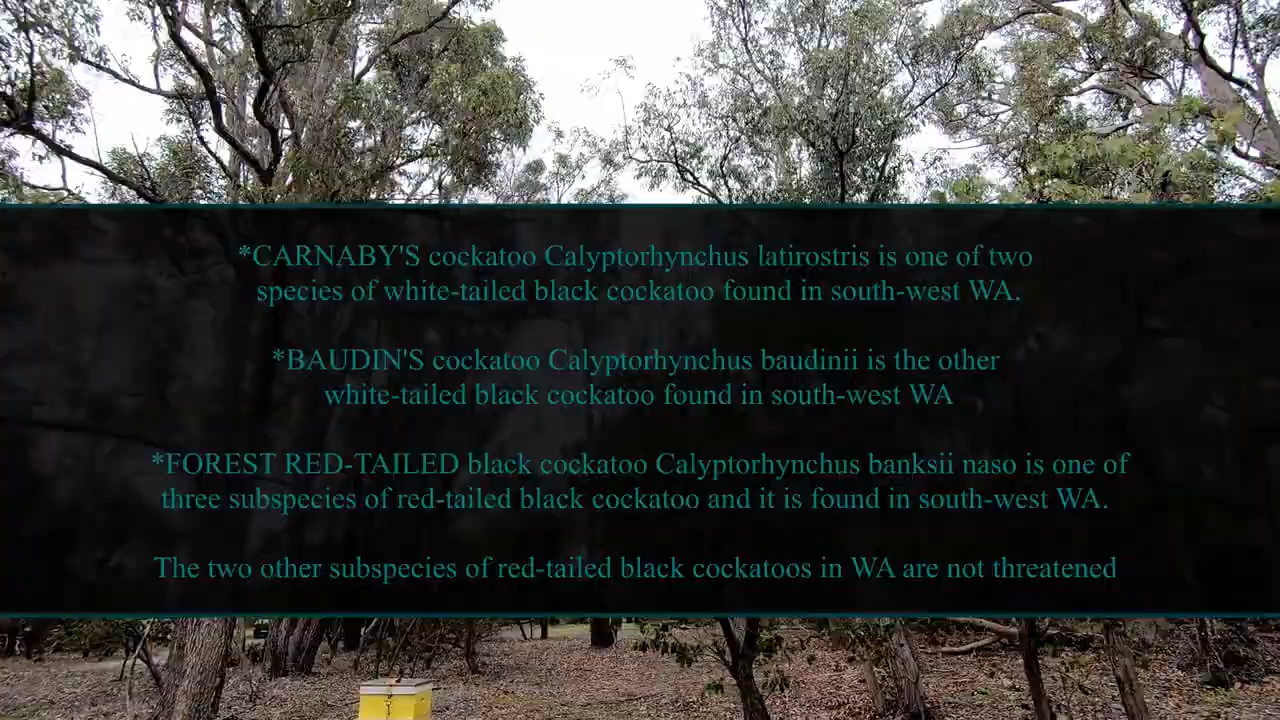 *CARNABY'S cockatoo Calyptorhynchus latirostris is one of two
species of white-tailed black cockatoo found in south-west WA.
*BAUDIN'S cockatoo Calyptorhynchus baudinii is the other
white-tailed black cockatoo found in south-west WA
*FOREST RED-TAILED black cockatoo Calyptorhynchus banksii naso is one of
three subspecies of red-tailed black cockatoo and it is found in south-west WA.
The two other subspecies of red-tailed black cockatoos in WA are not threatened